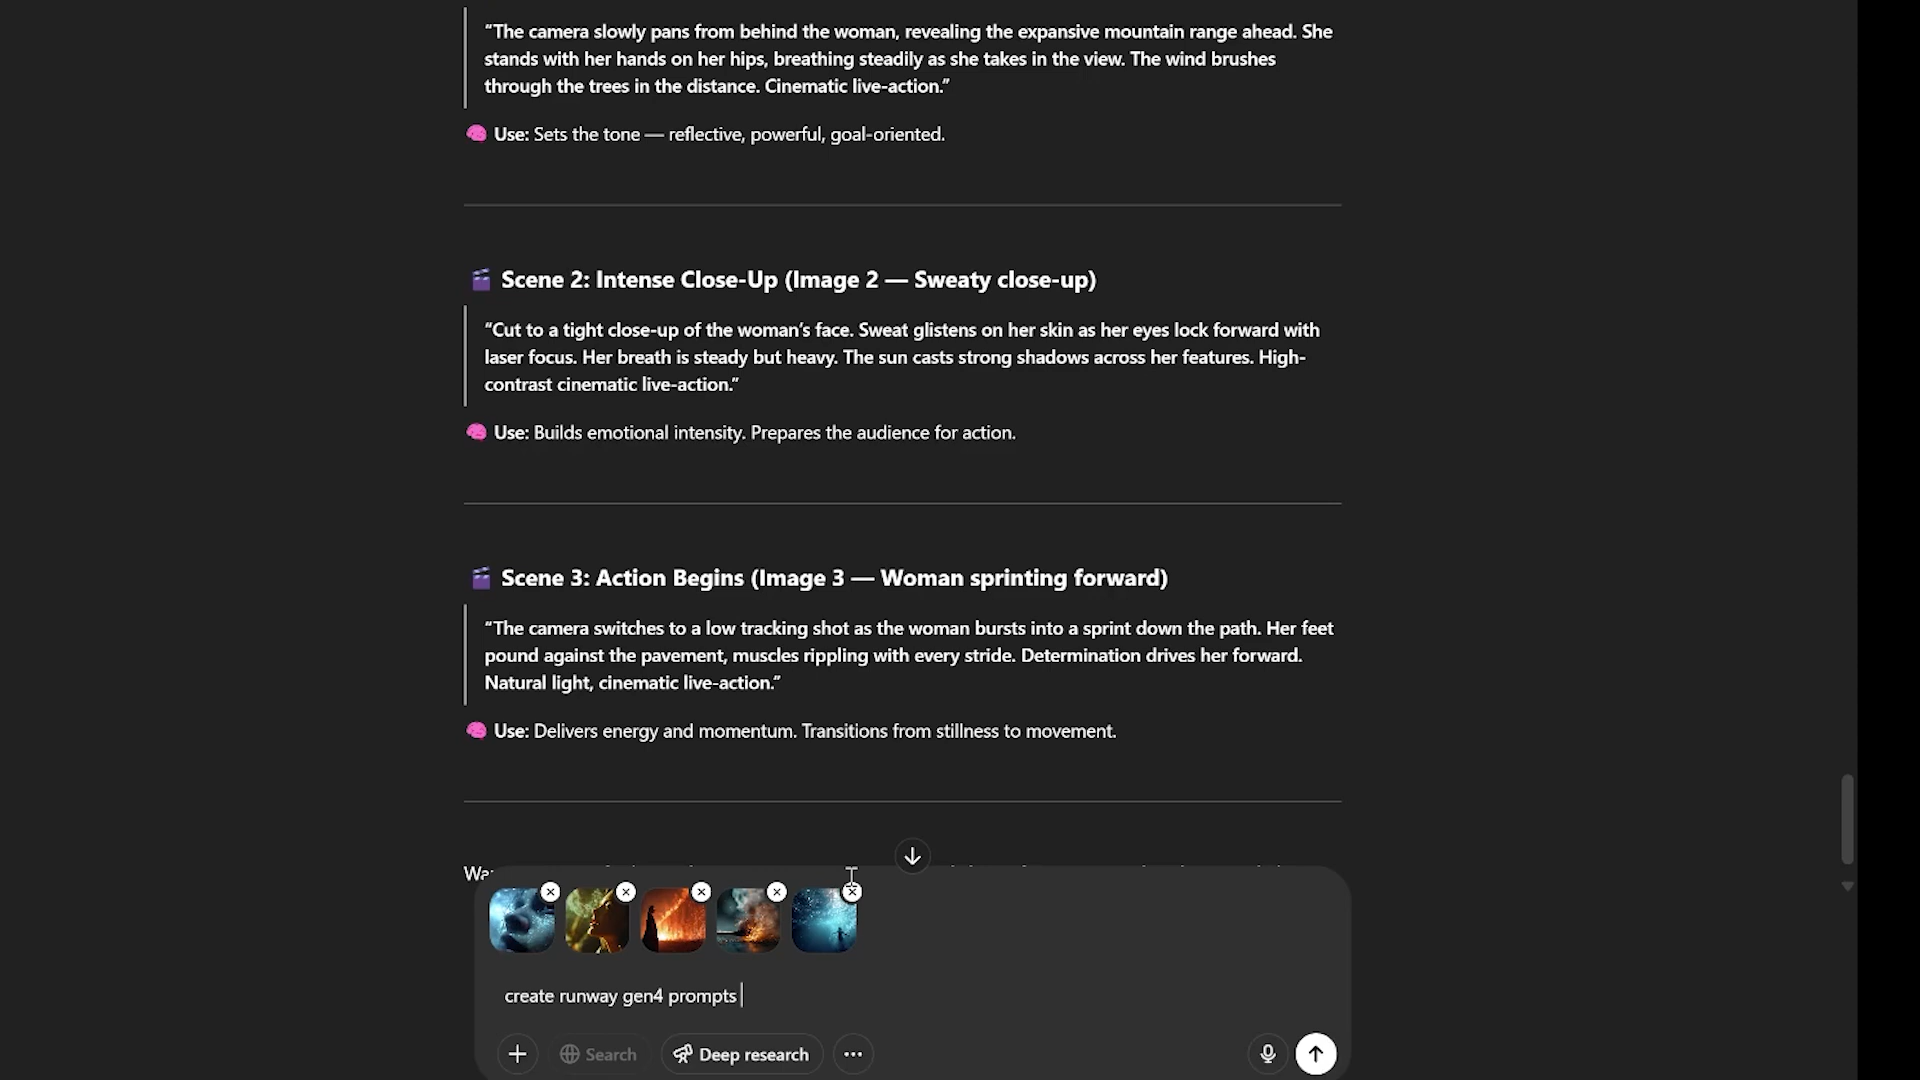 “The camera slowly pans from behind the woman, revealing the expansive mountain range ahead. She
stands with her hands on her hips, breathing steadily as she takes in the view. The wind brushes
through the trees in the distance. Cinematic live-action.”
Use: Sets the tone — reflective, powerful, goal-oriented.
Scene 2: Intense Close-Up (Image 2 — Sweaty close-up)
“Cut to a tight close-up of the woman’s face. Sweat glistens on her skin as her eyes lock forward with
laser focus. Her breath is steady but heavy. The sun casts strong shadows across her features. High-
contrast cinematic live-action.”
Use: Builds emotional intensity. Prepares the audience for action.
Scene 3: Action Begins (Image 3 — Woman sprinting forward)
“The camera switches to a low tracking shot as the woman bursts into a sprint down the path. Her feet
pound against the pavement, muscles rippling with every stride. Determination drives her forward.
Natural light, cinematic live-action.”
Use: Delivers energy and momentum. Transitions from stillness to movement.
create runway gen4 prompts
Search Deep research